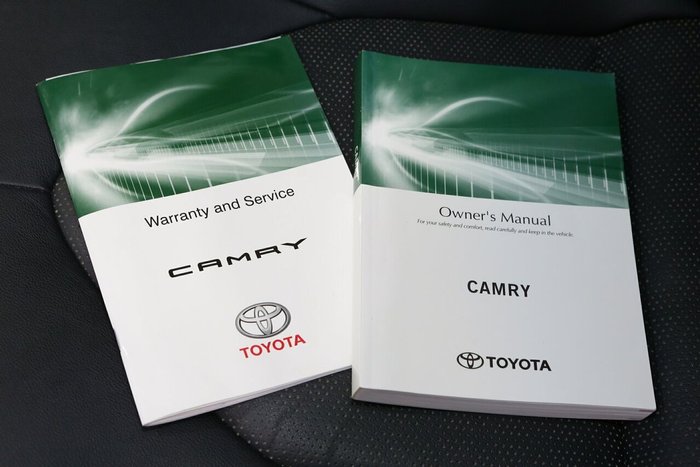 Warranty and Service
CAMRY
TOYOTA
Owner's Manual
For your safety and comfort, read carefully and keep in the vehicle.
CAMRY
TOYOTA